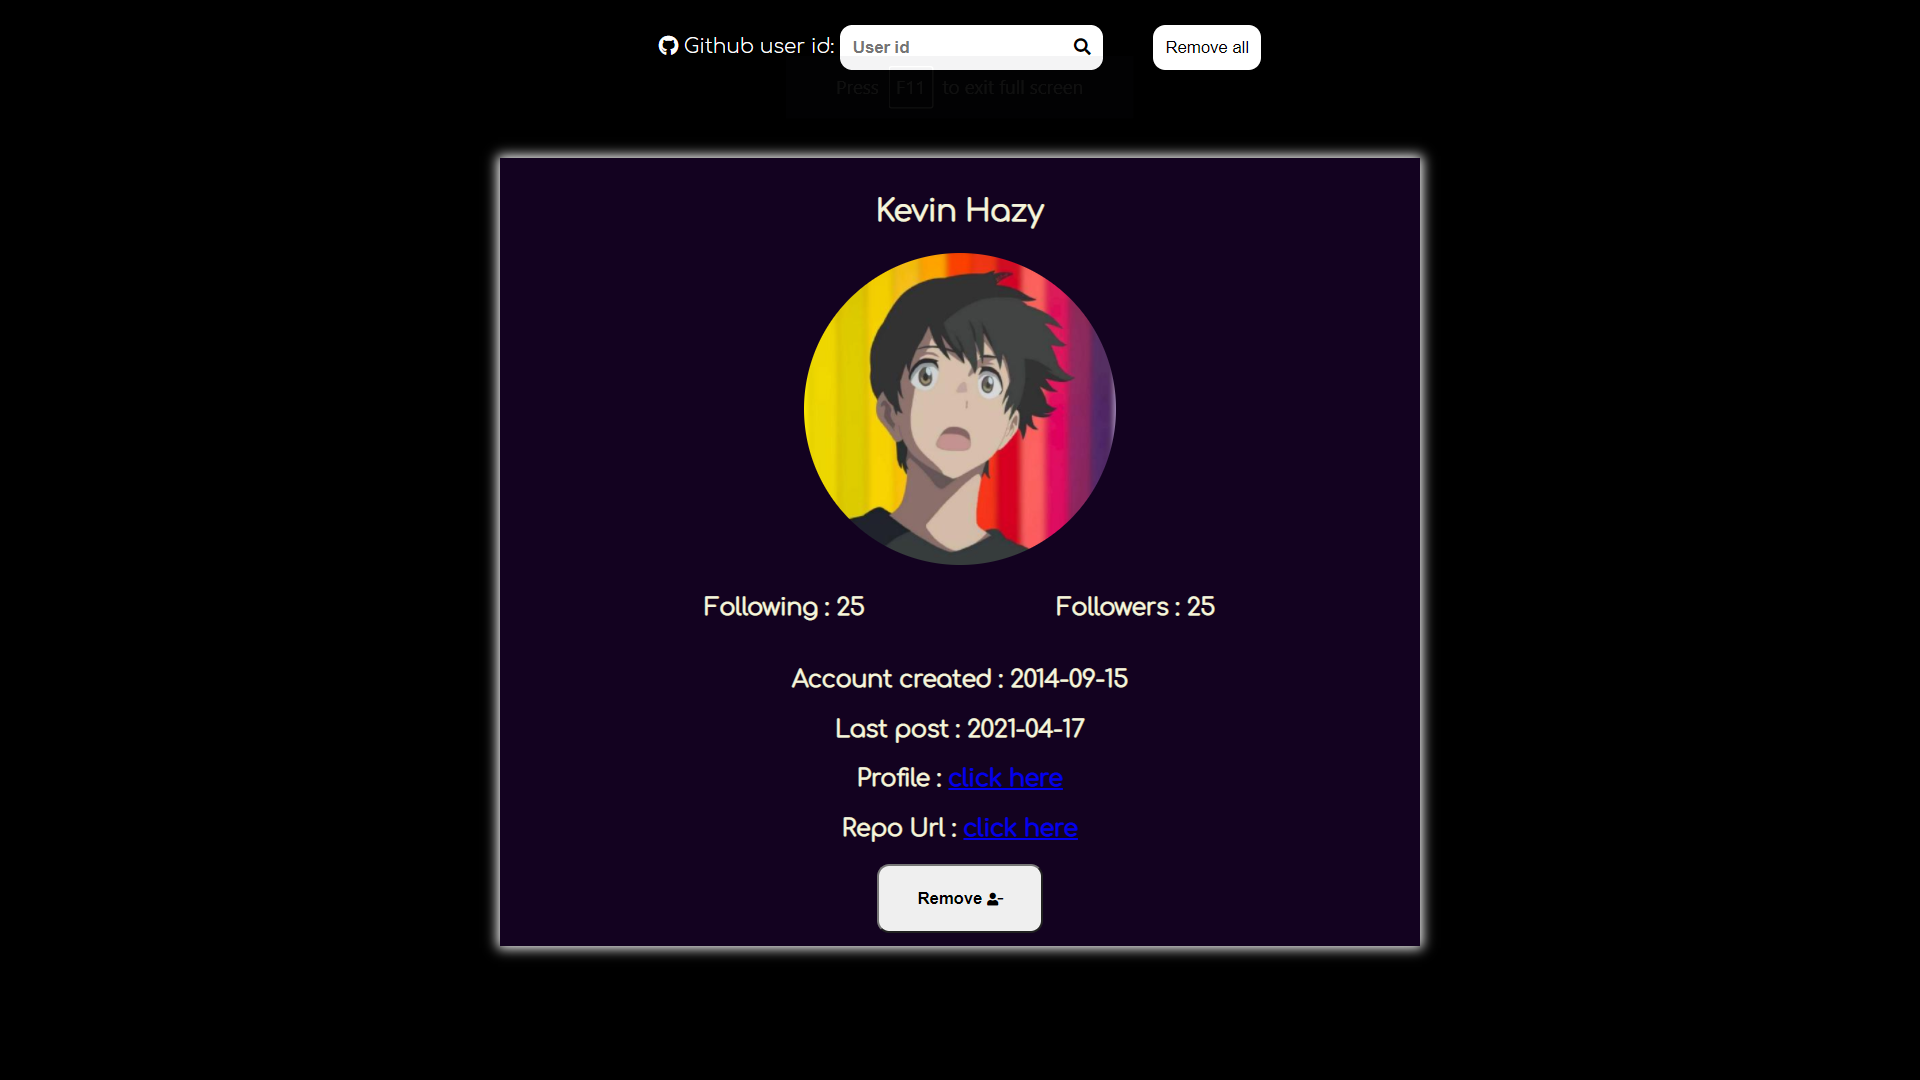 Github user id: User id Remove all
Press F11 to exit full screen
Kevin Hazy
Following : 25 Followers : 25
Account created : 2014-09-15
Last post : 2021-04-17
Profile : click here
Repo Url : click here
Remove